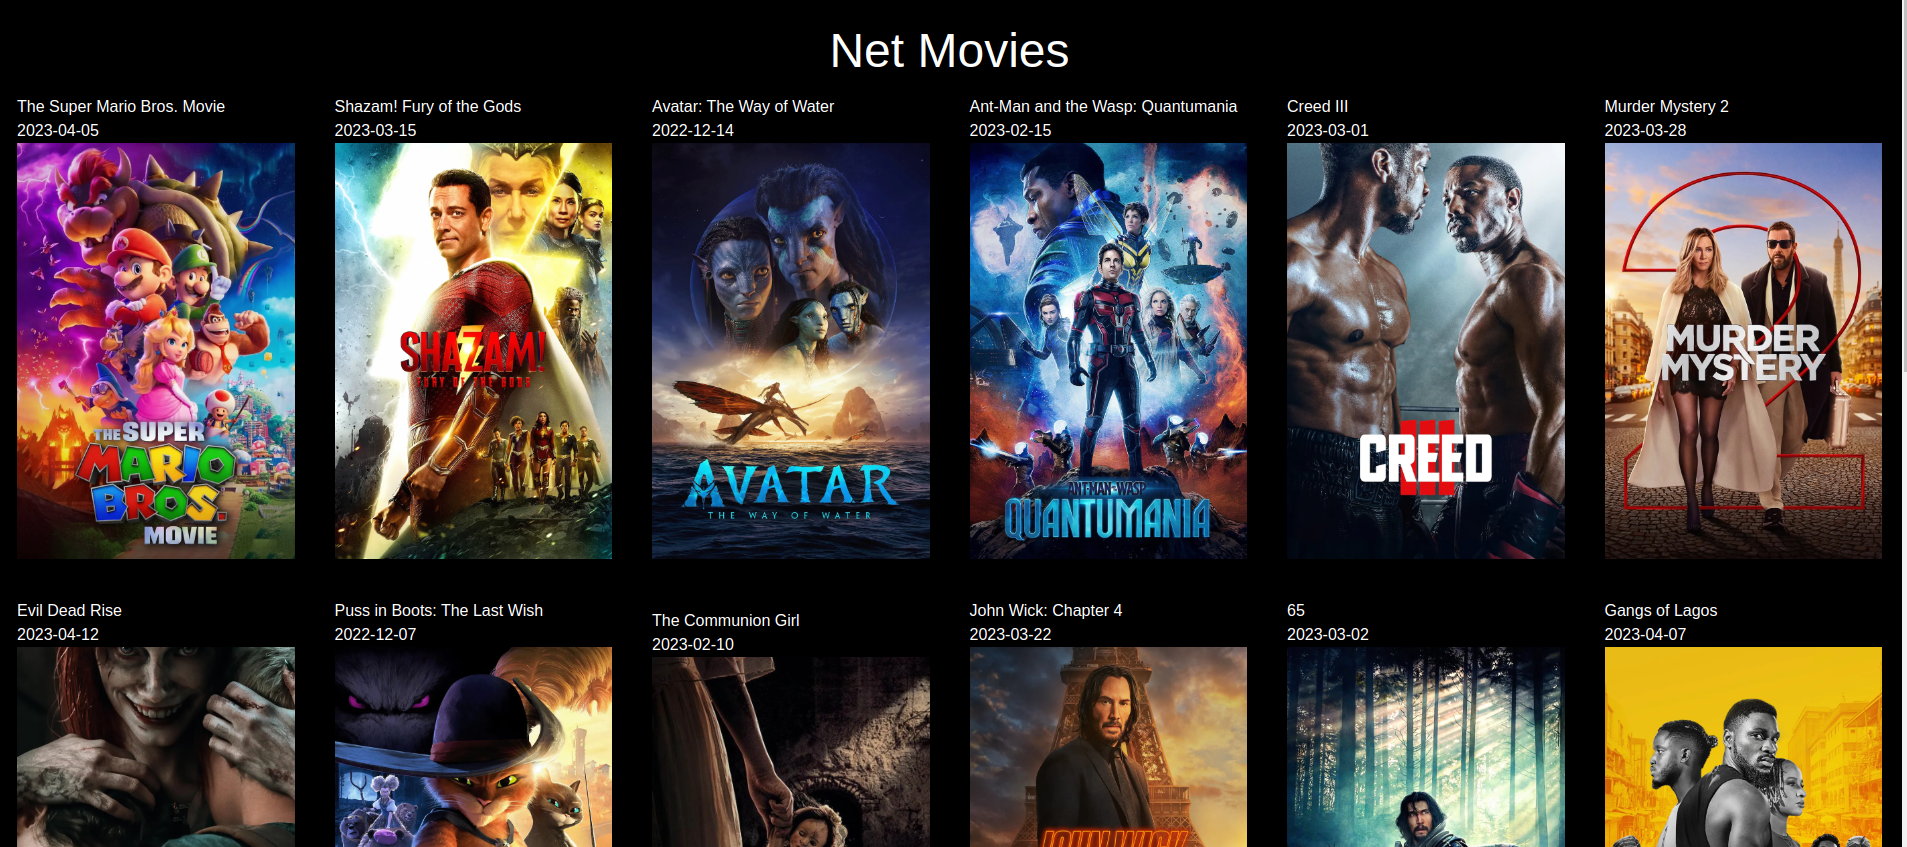 Net Movies
The Super Mario Bros. Movie
2023-04-05
THE SUPER
MARIO
BROS.
MOVIE
Shazam! Fury of the Gods
2023-03-15
SHAZAM!
FURY OF THE GODS
Avatar: The Way of Water
2022-12-14
AVATAR
THE WAY OF WATER
Ant-Man and the Wasp: Quantumania
2023-02-15
ANT-MAN AND THE WASP
QUANTUMANIA
Creed III
2023-03-01
CREED
III
Murder Mystery 2
2023-03-28
MURDER
MYSTERY
2
Evil Dead Rise
2023-04-12
Puss in Boots: The Last Wish
2022-12-07
The Communion Girl
2023-02-10
John Wick: Chapter 4
2023-03-22
JOHN WICK
65
2023-03-02
Gangs of Lagos
2023-04-07